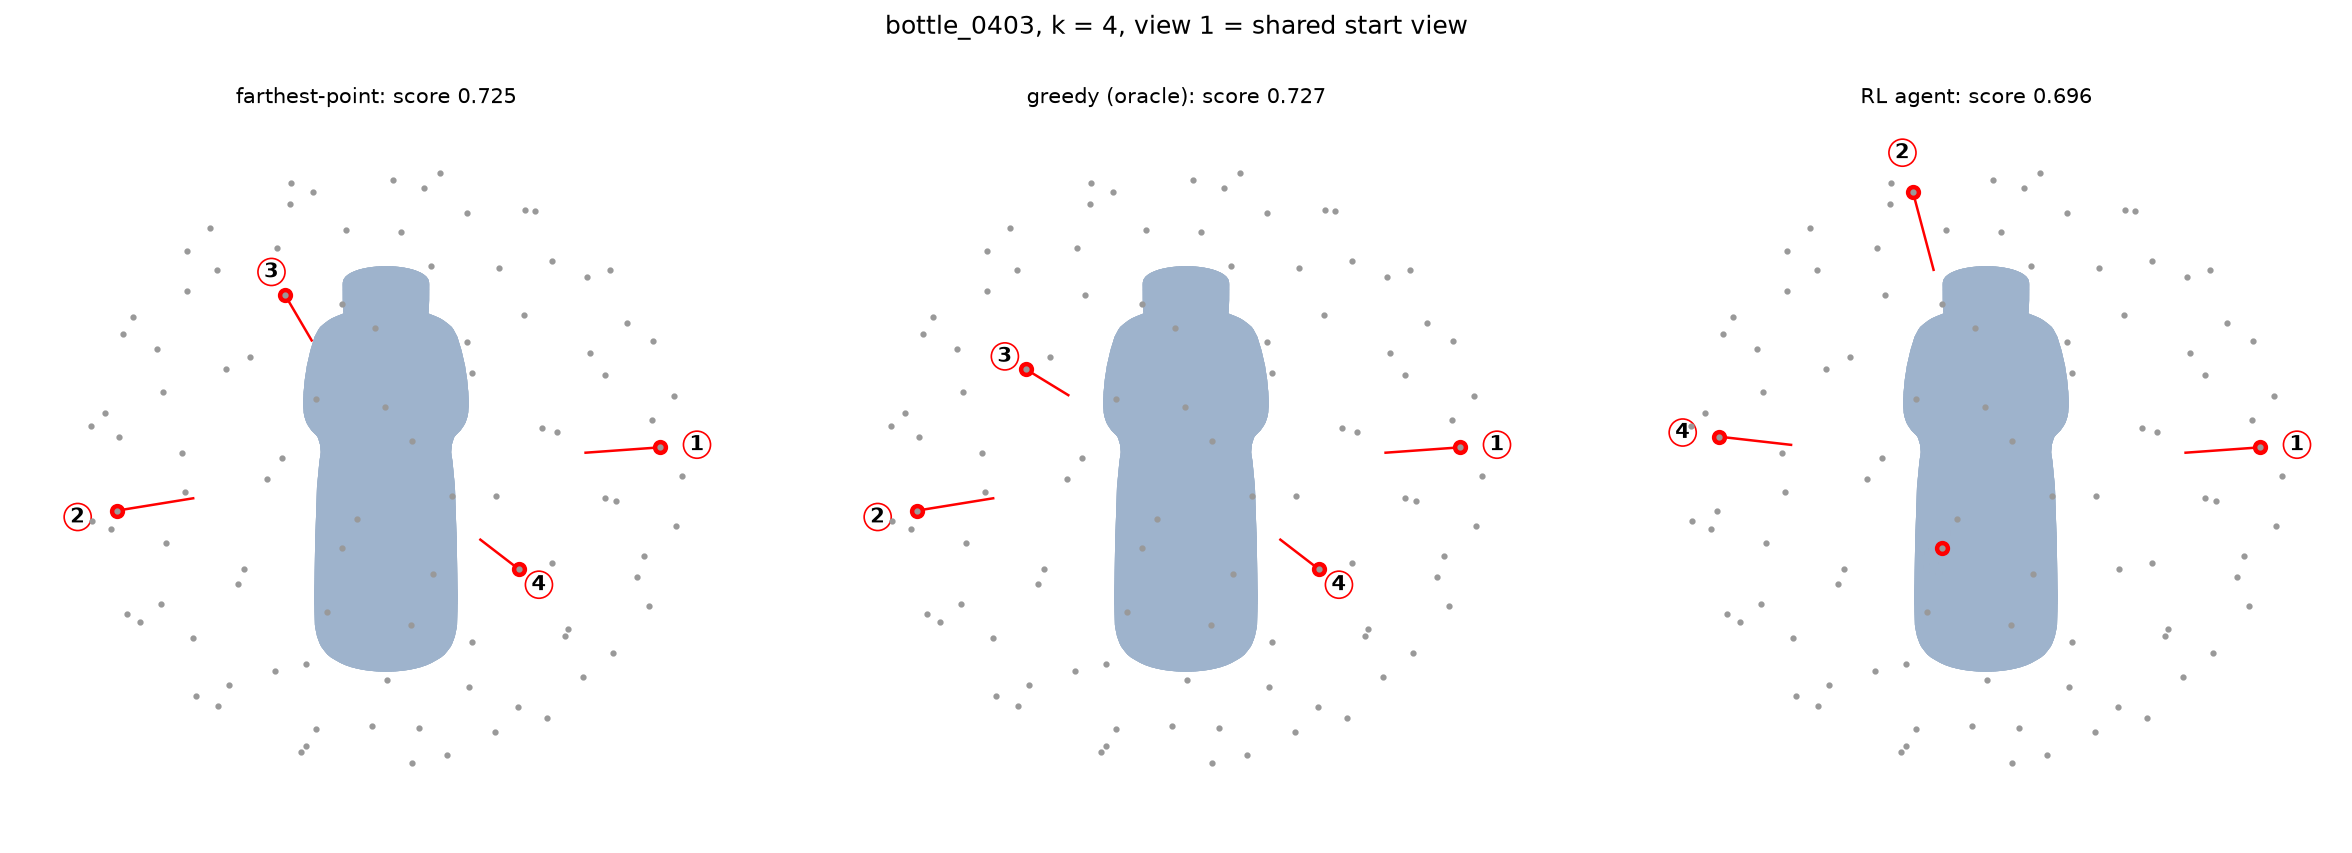 bottle_0403, k = 4, view 1 = shared start view
farthest-point: score 0.725
3
1
2
4
greedy (oracle): score 0.727
3
1
2
4
RL agent: score 0.696
2
4
1